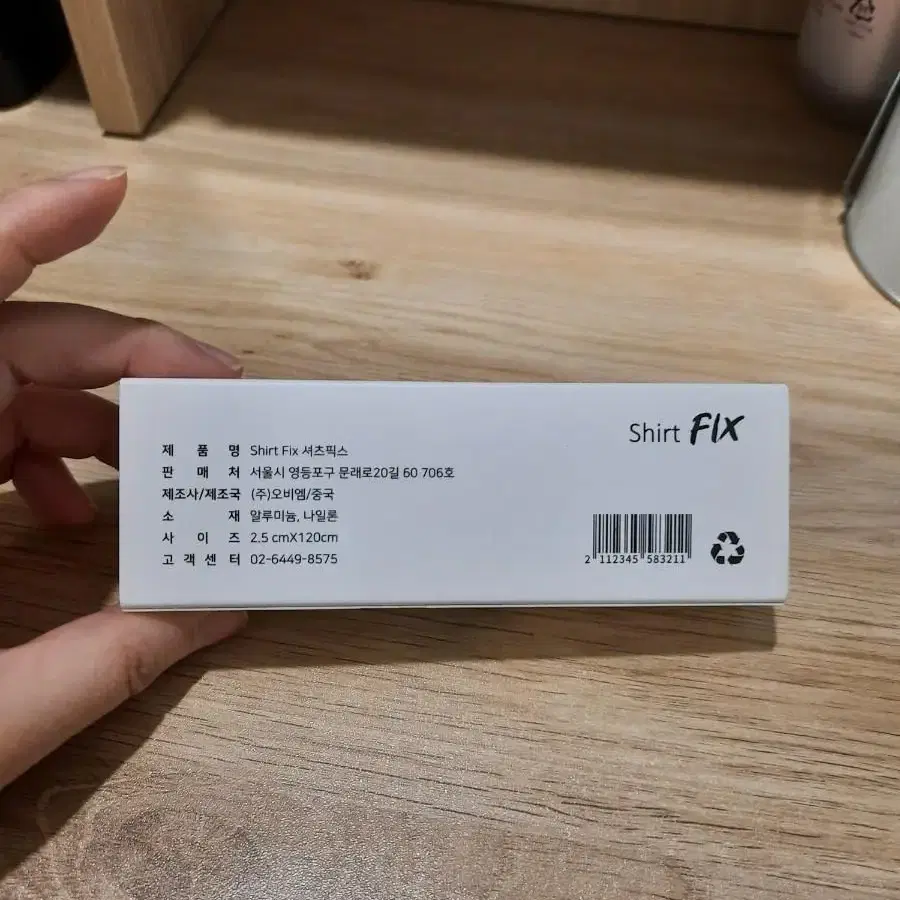 Shirt FIX
제 품 명 Shirt Fix 셔츠픽스
판 매 처 서울시 영등포구 문래로20길 60 706호
제조사/제조국 (주)오비엠/중국
소 재 알루미늄, 나일론
사 이 즈 2.5 cmX120cm
고 객 센 터 02-6449-8575
2 112345 583211